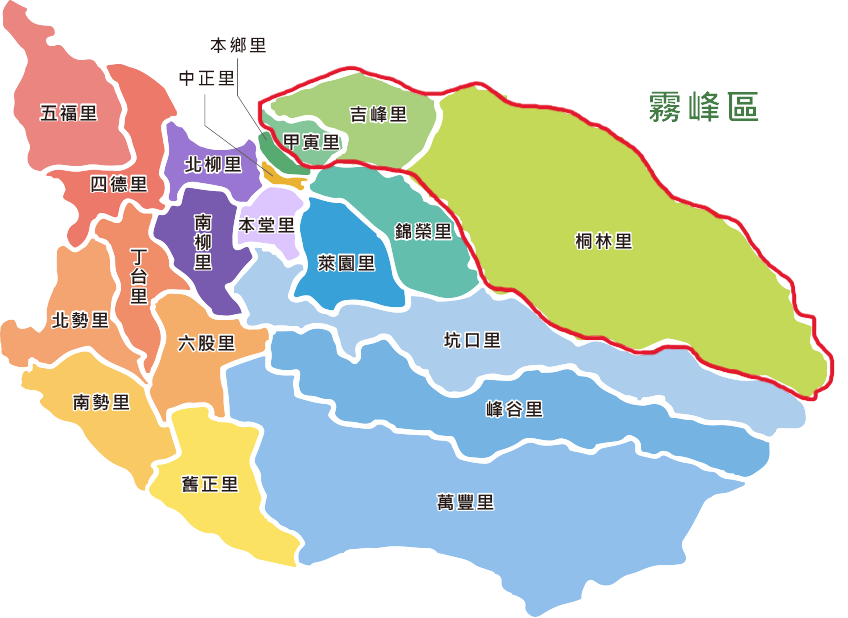 本鄉里
中正里
霧峰區
五福里
吉峰里
甲寅里
北柳里
四德里
本堂里
南柳里
錦榮里
桐林里
萊園里
丁台里
北勢里
六股里
坑口里
南勢里
峰谷里
舊正里
萬豐里